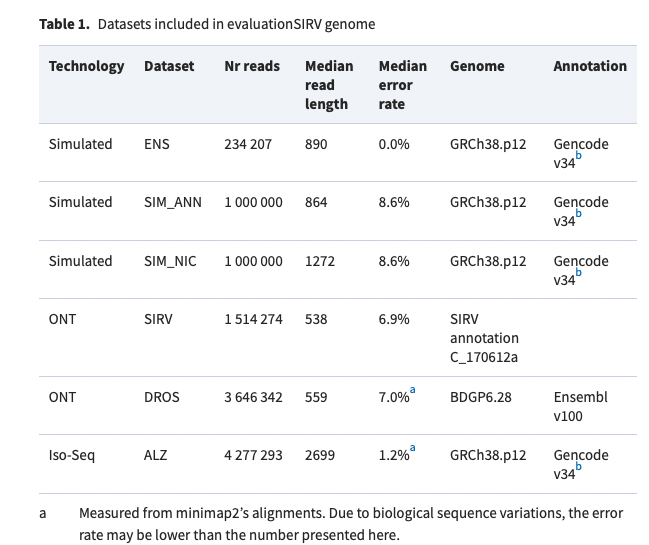 Table 1. Datasets included in evaluationSIRV genome
Technology Dataset Nr reads Median read length Median error rate Genome Annotation
Simulated ENS 234 207 890 0.0% GRCh38.p12 Gencode v34b
Simulated SIM_ANN 1 000 000 864 8.6% GRCh38.p12 Gencode v34b
Simulated SIM_NIC 1 000 000 1272 8.6% GRCh38.p12 Gencode v34b
ONT SIRV 1 514 274 538 6.9% SIRV annotation C_170612a
ONT DROS 3 646 342 559 7.0%a BDGP6.28 Ensembl v100
Iso-Seq ALZ 4 277 293 2699 1.2%a GRCh38.p12 Gencode v34b
a Measured from minimap2’s alignments. Due to biological sequence variations, the error
rate may be lower than the number presented here.